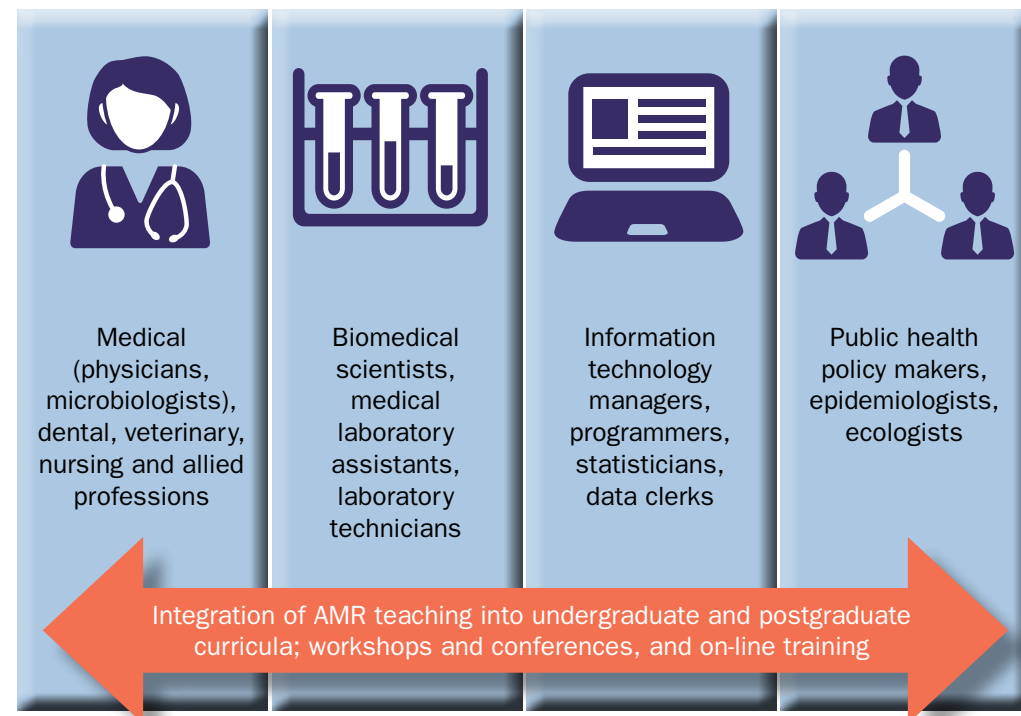 Medical
(physicians,
microbiologists),
dental, veterinary,
nursing and allied
professions
Biomedical
scientists,
medical
laboratory
assistants,
laboratory
technicians
Information
technology
managers,
programmers,
statisticians,
data clerks
Public health
policy makers,
epidemiologists,
ecologists
Integration of AMR teaching into undergraduate and postgraduate
curricula; workshops and conferences, and on-line training